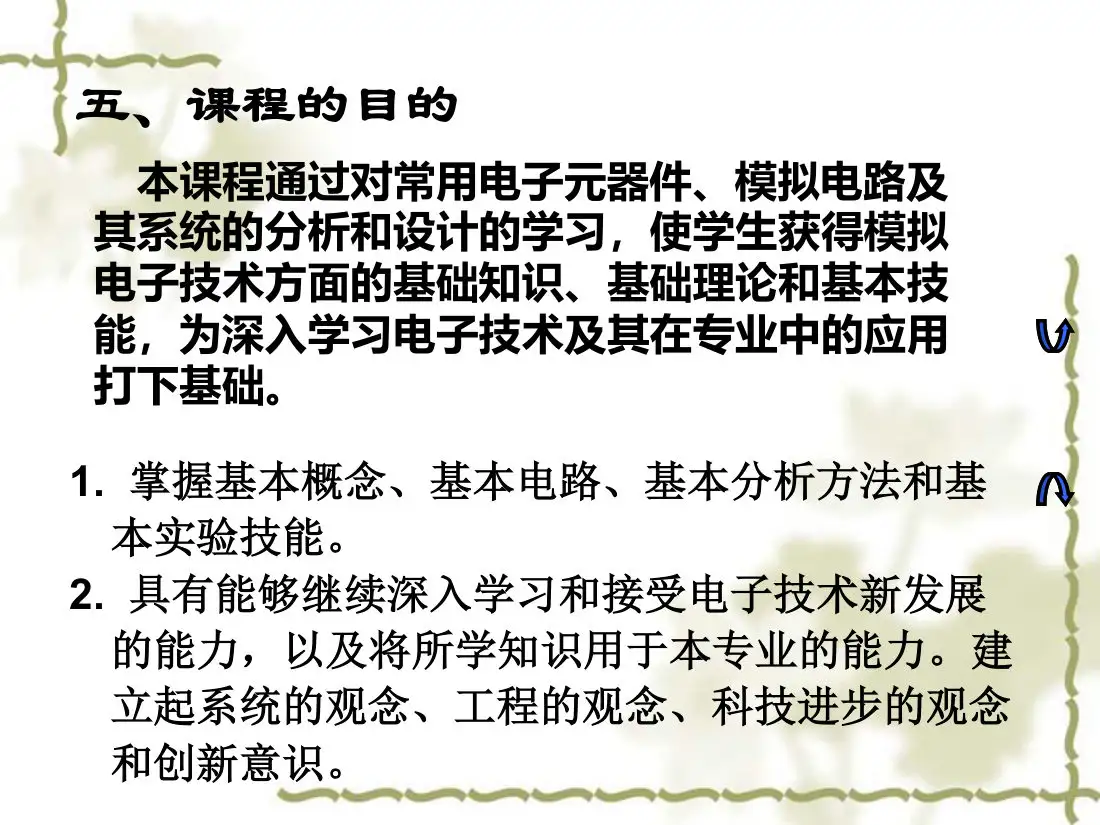 五、课程的目的
本课程通过对常用电子元器件、模拟电路及
其系统的分析和设计的学习，使学生获得模拟
电子技术方面的基础知识、基础理论和基本技
能，为深入学习电子技术及其在专业中的应用
打下基础。
1. 掌握基本概念、基本电路、基本分析方法和基
本实验技能。
2. 具有能够继续深入学习和接受电子技术新发展
的能力，以及将所学知识用于本专业的能力。建
立起系统的观念、工程的观念、科技进步的观念
和创新意识。